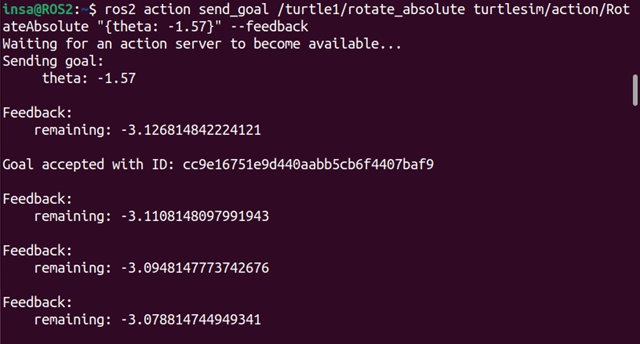 insa@ROS2:~$ ros2 action send_goal /turtle1/rotate_absolute turtlesim/action/Rot
ateAbsolute "{theta: -1.57}" --feedback
Waiting for an action server to become available...
Sending goal:
     theta: -1.57

Feedback:
    remaining: -3.126814842224121

Goal accepted with ID: cc9e16751e9d440aabb5cb6f4407baf9

Feedback:
    remaining: -3.1108148097991943

Feedback:
    remaining: -3.0948147773742676

Feedback:
    remaining: -3.078814744949341